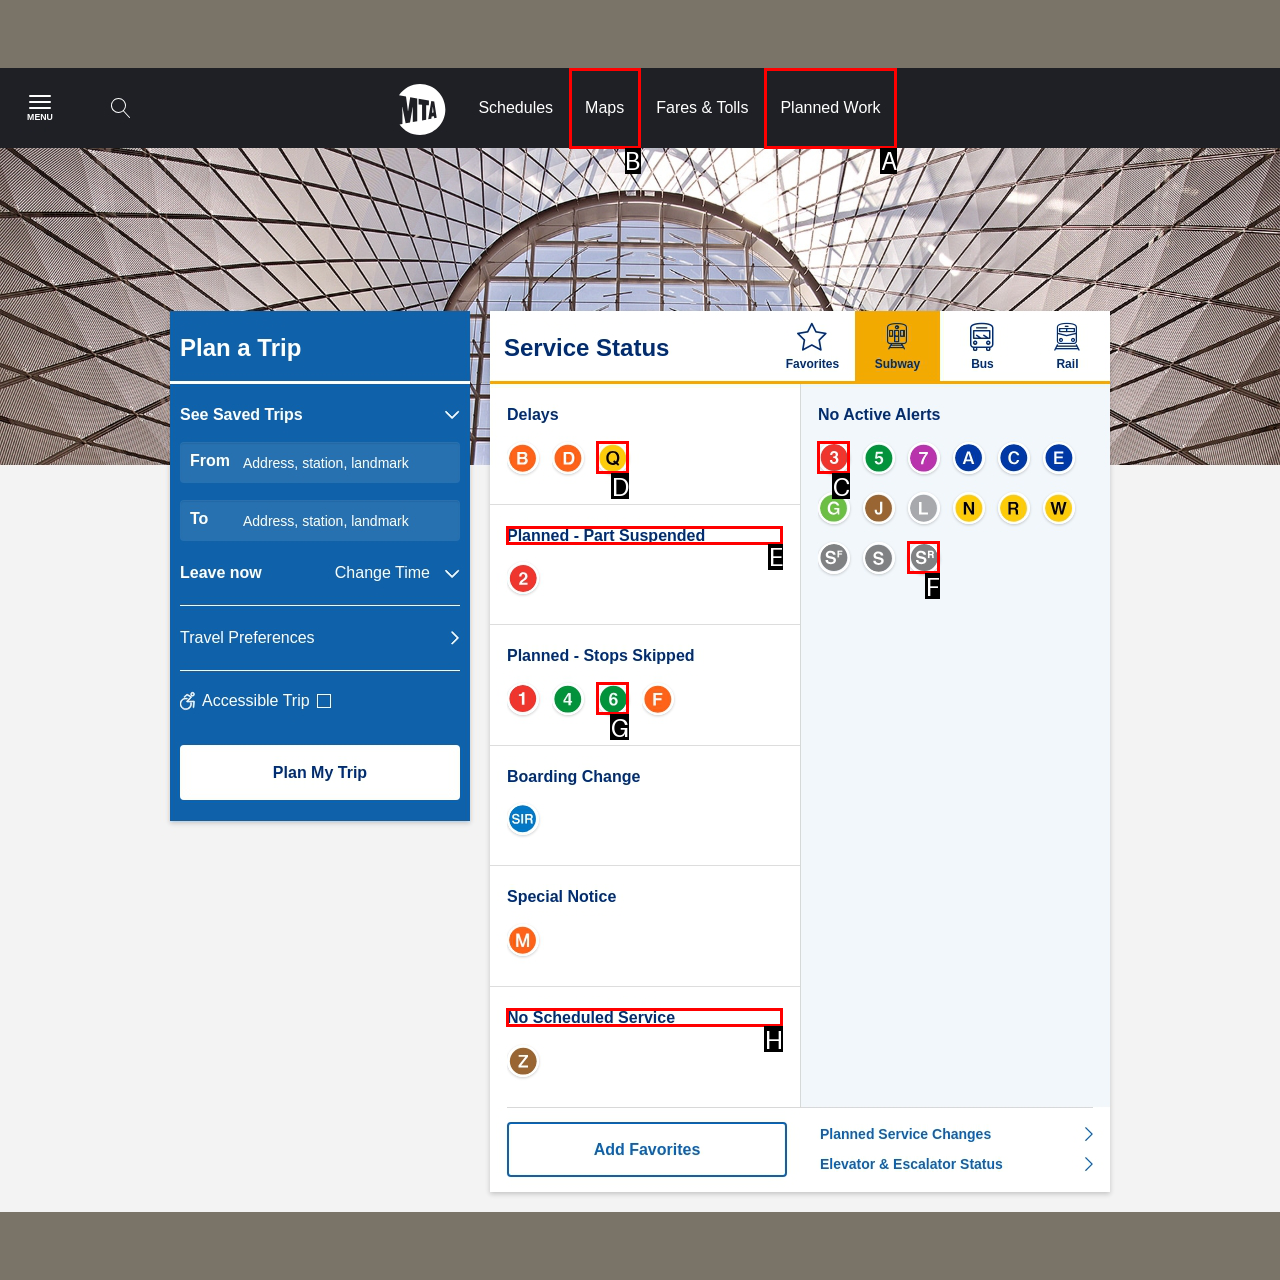 MENU
MTA
Schedules
Maps
Fares & Tolls
Planned Work
B
A
Plan a Trip
See Saved Trips
From Address, station, landmark
To Address, station, landmark
Leave now Change Time
Travel Preferences
Accessible Trip
Plan My Trip
Service Status
Favorites
Subway
Bus
Rail
Delays
B D Q
D
Planned - Part Suspended
E
2
Planned - Stops Skipped
1 4 6 F
G
Boarding Change
SIR
Special Notice
M
No Scheduled Service
H
Z
No Active Alerts
3 5 7 A C E
C
G J L N R W
SF S SR
F
Add Favorites
Planned Service Changes
Elevator & Escalator Status